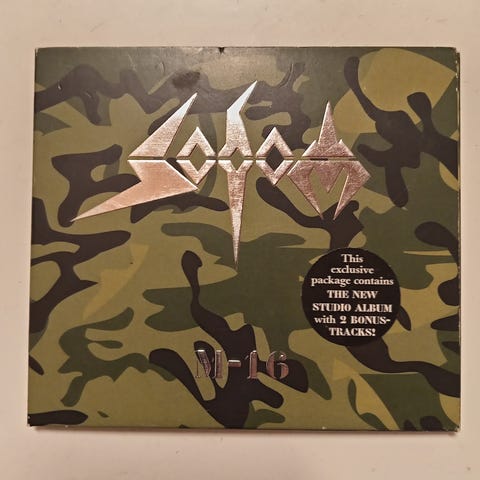 SODOM
This
exclusive
package contains
THE NEW
STUDIO ALBUM
with 2 BONUS-
TRACKS!
M-16